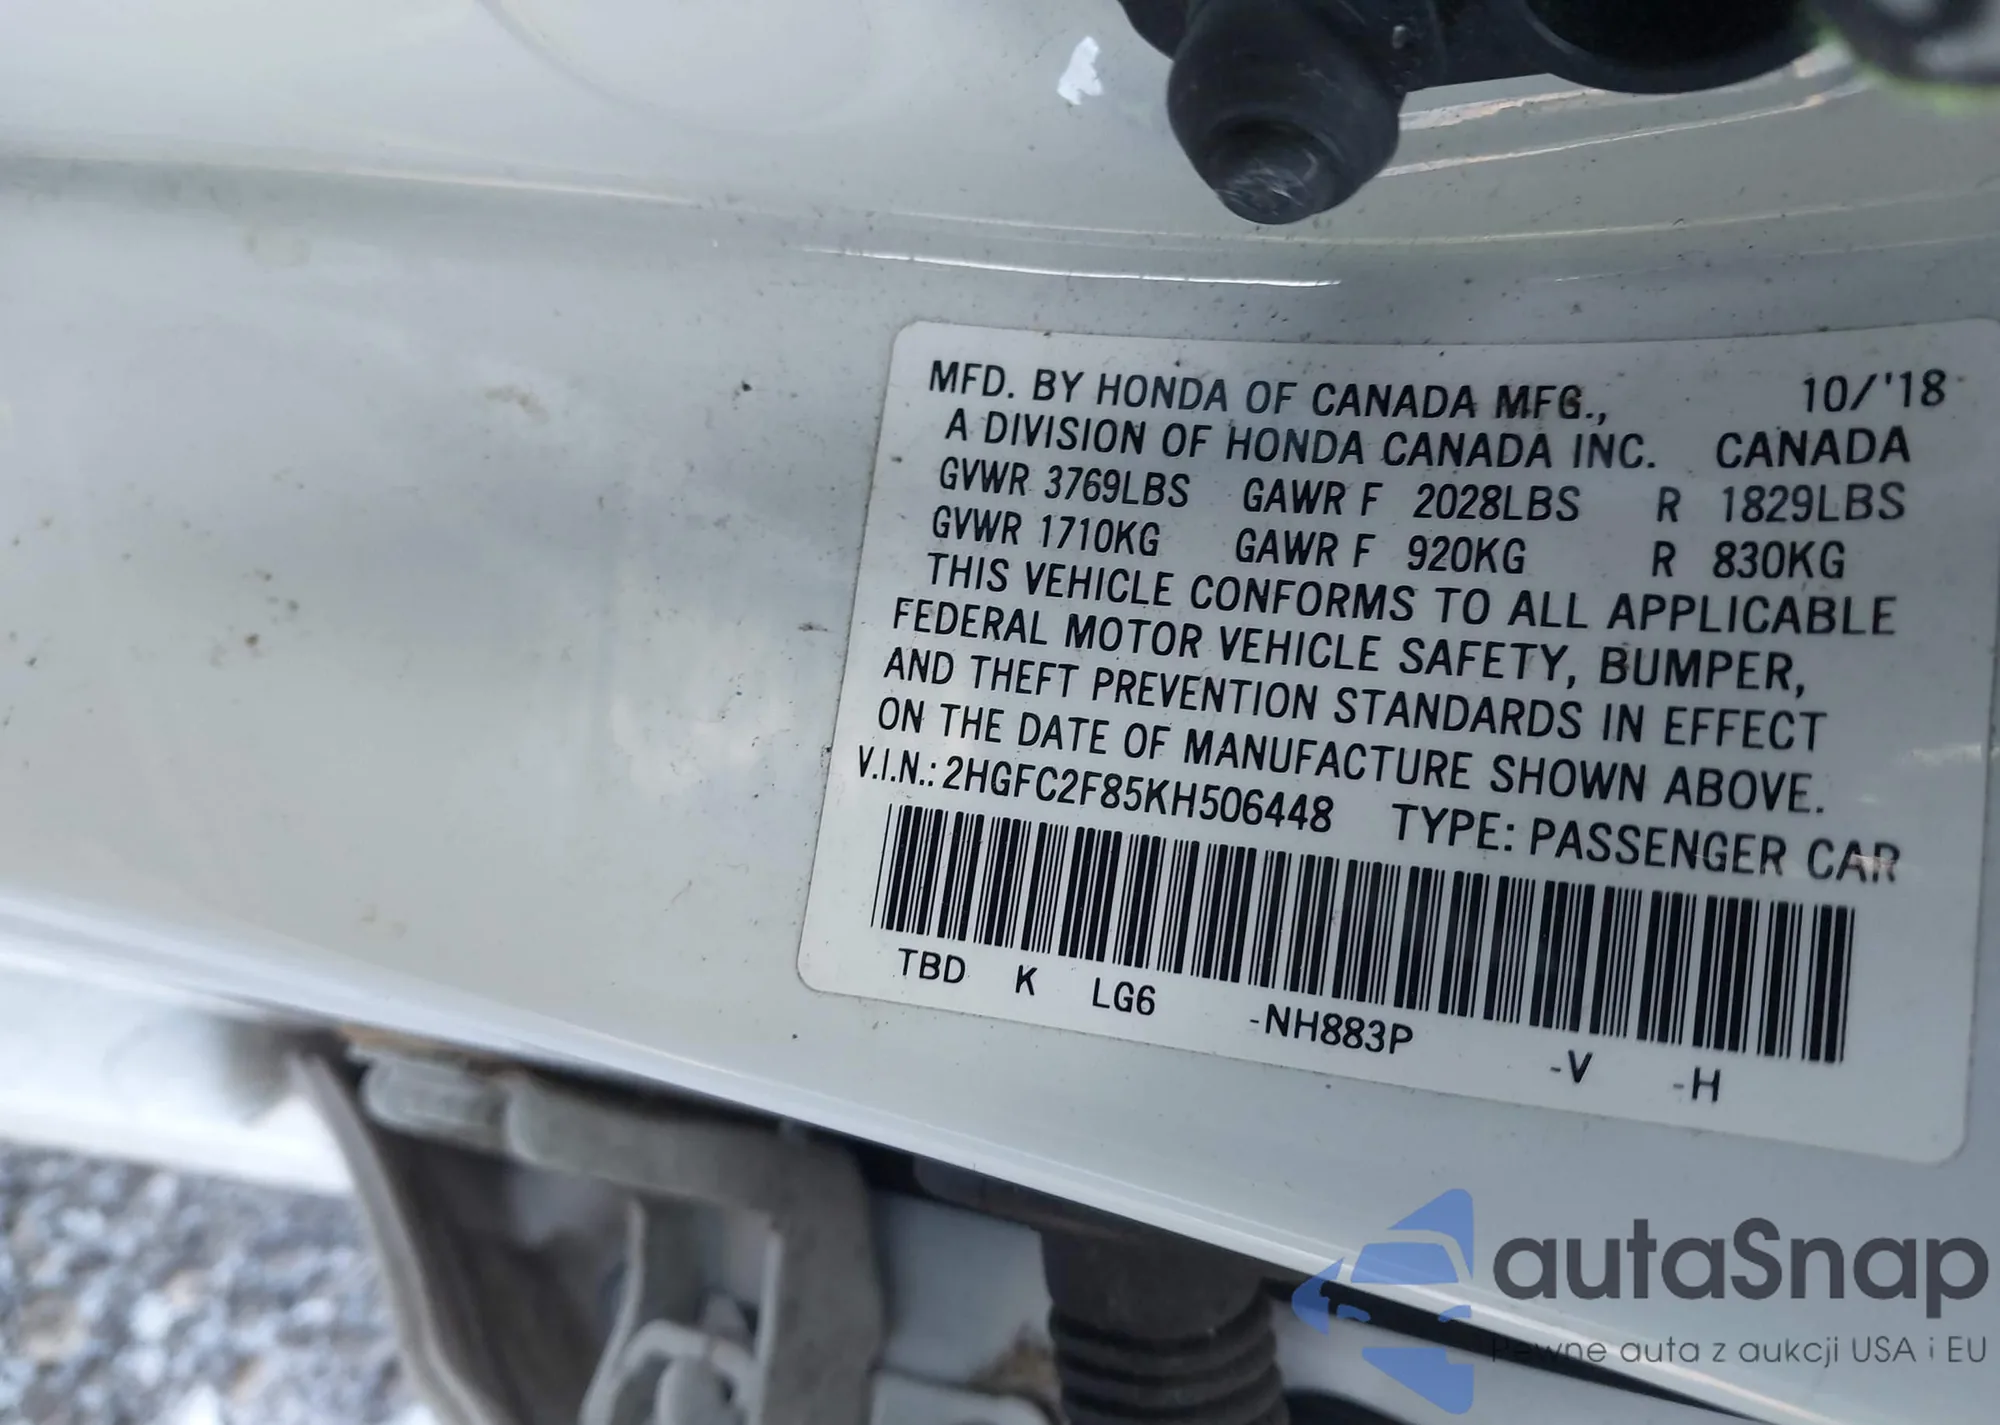 MFD. BY HONDA OF CANADA MFG., 10/'18
A DIVISION OF HONDA CANADA INC. CANADA
GVWR 3769LBS GAWR F 2028LBS R 1829LBS
GVWR 1710KG GAWR F 920KG R 830KG
THIS VEHICLE CONFORMS TO ALL APPLICABLE
FEDERAL MOTOR VEHICLE SAFETY, BUMPER,
AND THEFT PREVENTION STANDARDS IN EFFECT
ON THE DATE OF MANUFACTURE SHOWN ABOVE.
V.I.N.: 2HGFC2F85KH506448 TYPE: PASSENGER CAR
TBD K LG6 -NH883P -V -H
autaSnap
Pewne auta z aukcji USA i EU